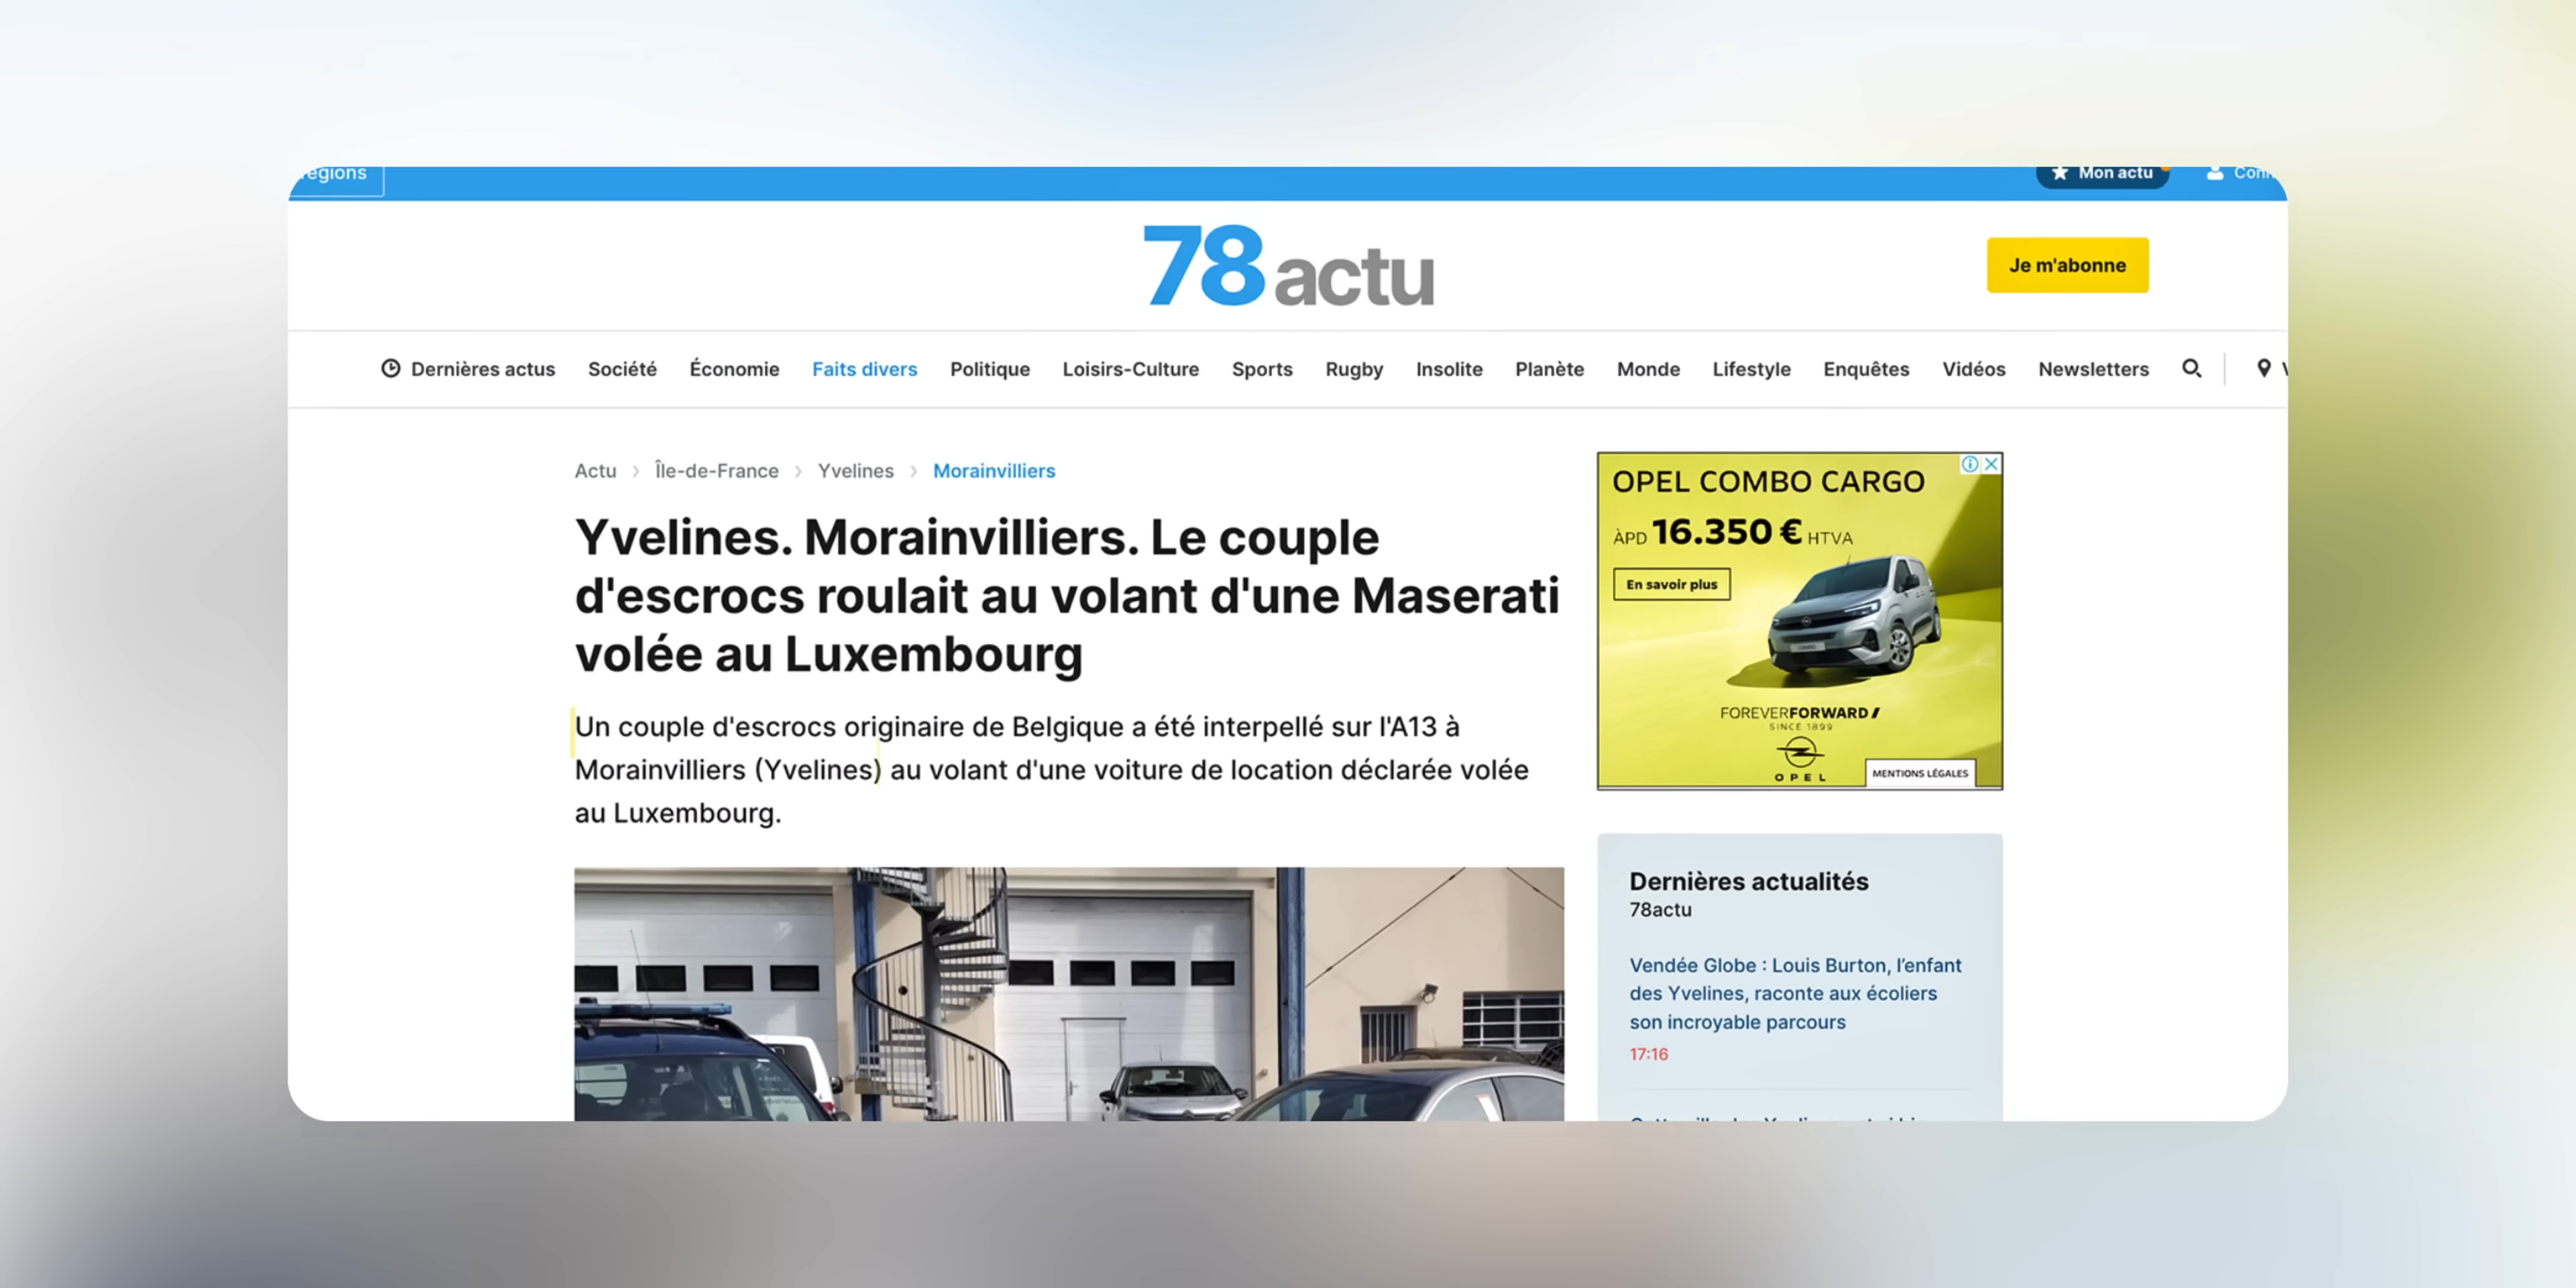 régions
Mon actu
78 actu
Je m'abonne
Dernières actus Société Économie Faits divers Politique Loisirs-Culture Sports Rugby Insolite Planète Monde Lifestyle Enquêtes Vidéos Newsletters
Actu > Île-de-France > Yvelines > Morainvilliers
Yvelines. Morainvilliers. Le couple
d'escrocs roulait au volant d'une Maserati
volée au Luxembourg
Un couple d'escrocs originaire de Belgique a été interpellé sur l'A13 à
Morainvilliers (Yvelines) au volant d'une voiture de location déclarée volée
au Luxembourg.
OPEL COMBO CARGO
ÀPD 16.350 € HTVA
En savoir plus
COMBO
FOREVERFORWARD
SINCE 1899
OPEL
MENTIONS LÉGALES
Dernières actualités
78actu
Vendée Globe : Louis Burton, l'enfant
des Yvelines, raconte aux écoliers
son incroyable parcours
17:16